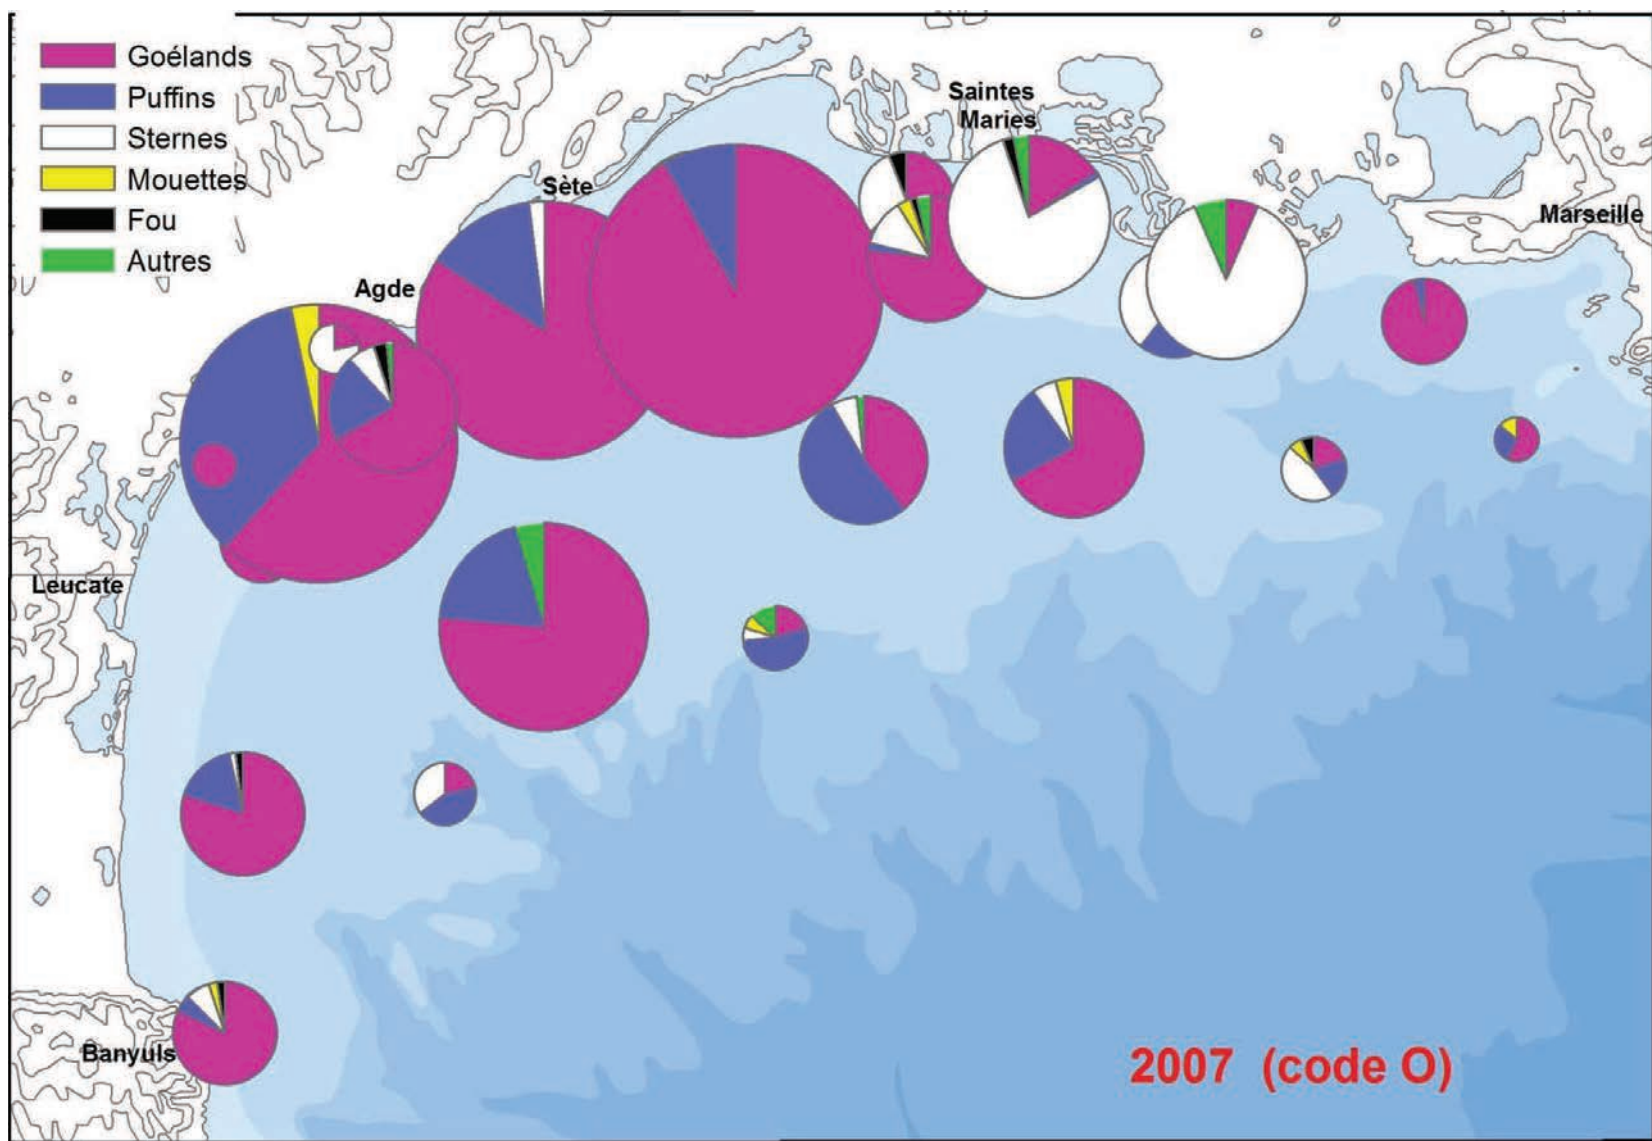 Goélands
Puffins
Sternes
Mouettes
Fou
Autres
Saintes
Maries
Sète
Marseille
Agde
Leucate
Banyuls
2007 (code O)